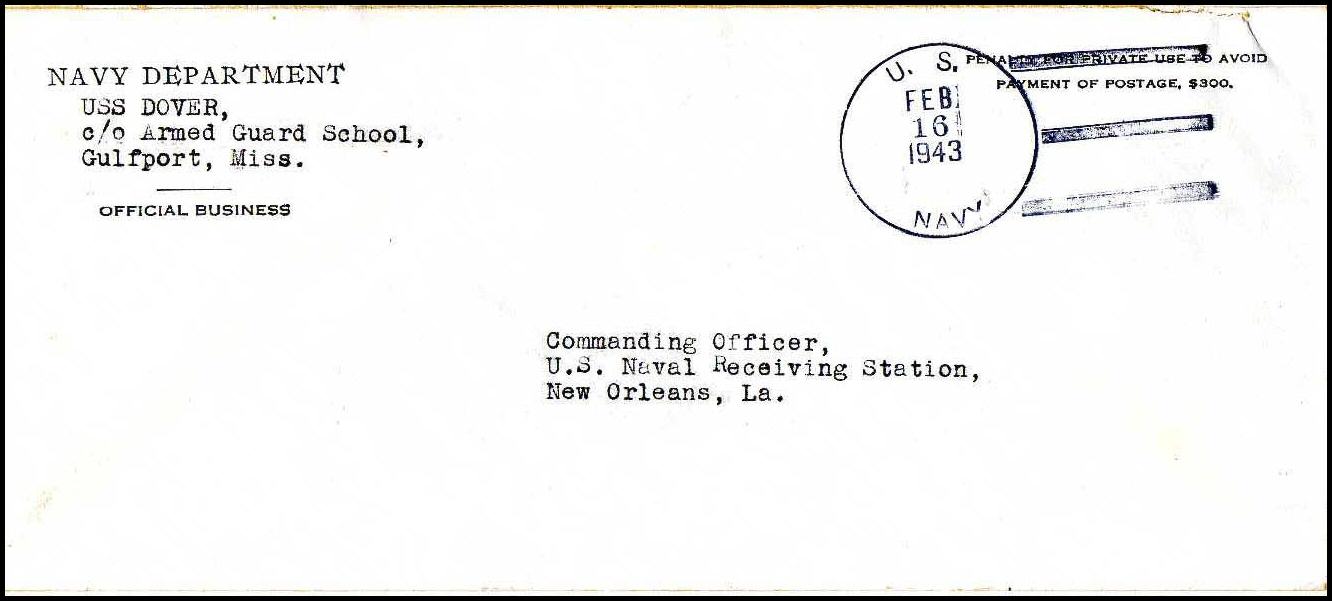 NAVY DEPARTMENT
USS DOVER,
c/o Armed Guard School,
Gulfport, Miss.
OFFICIAL BUSINESS
U. S.
FEB
16
1943
NAVY
PENALTY FOR PRIVATE USE TO AVOID
PAYMENT OF POSTAGE, $300.
Commanding Officer,
U.S. Naval Receiving Station,
New Orleans, La.